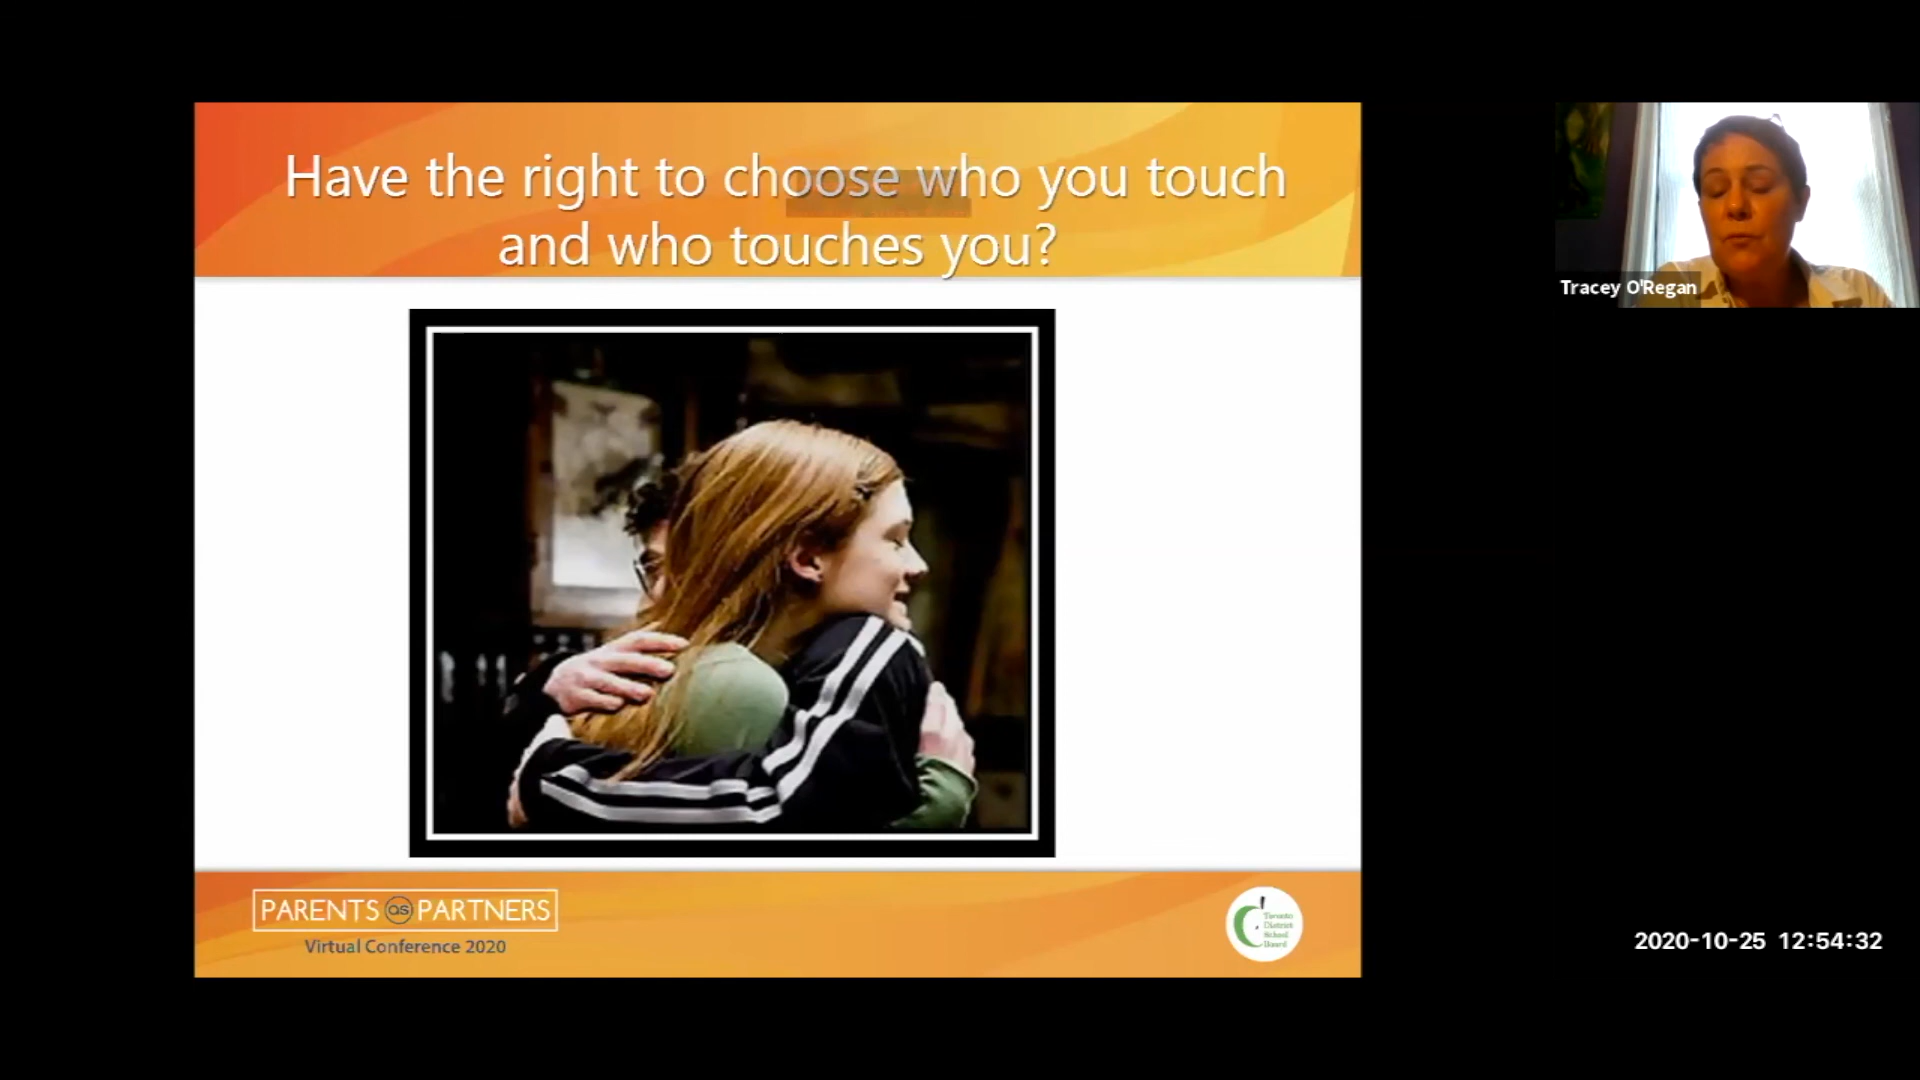 Have the right to choose who you touch
and who touches you?
Tracey O'Regan
PARENTS as PARTNERS
Virtual Conference 2020
Toronto
District
School
Board
2020-10-25 12:54:32